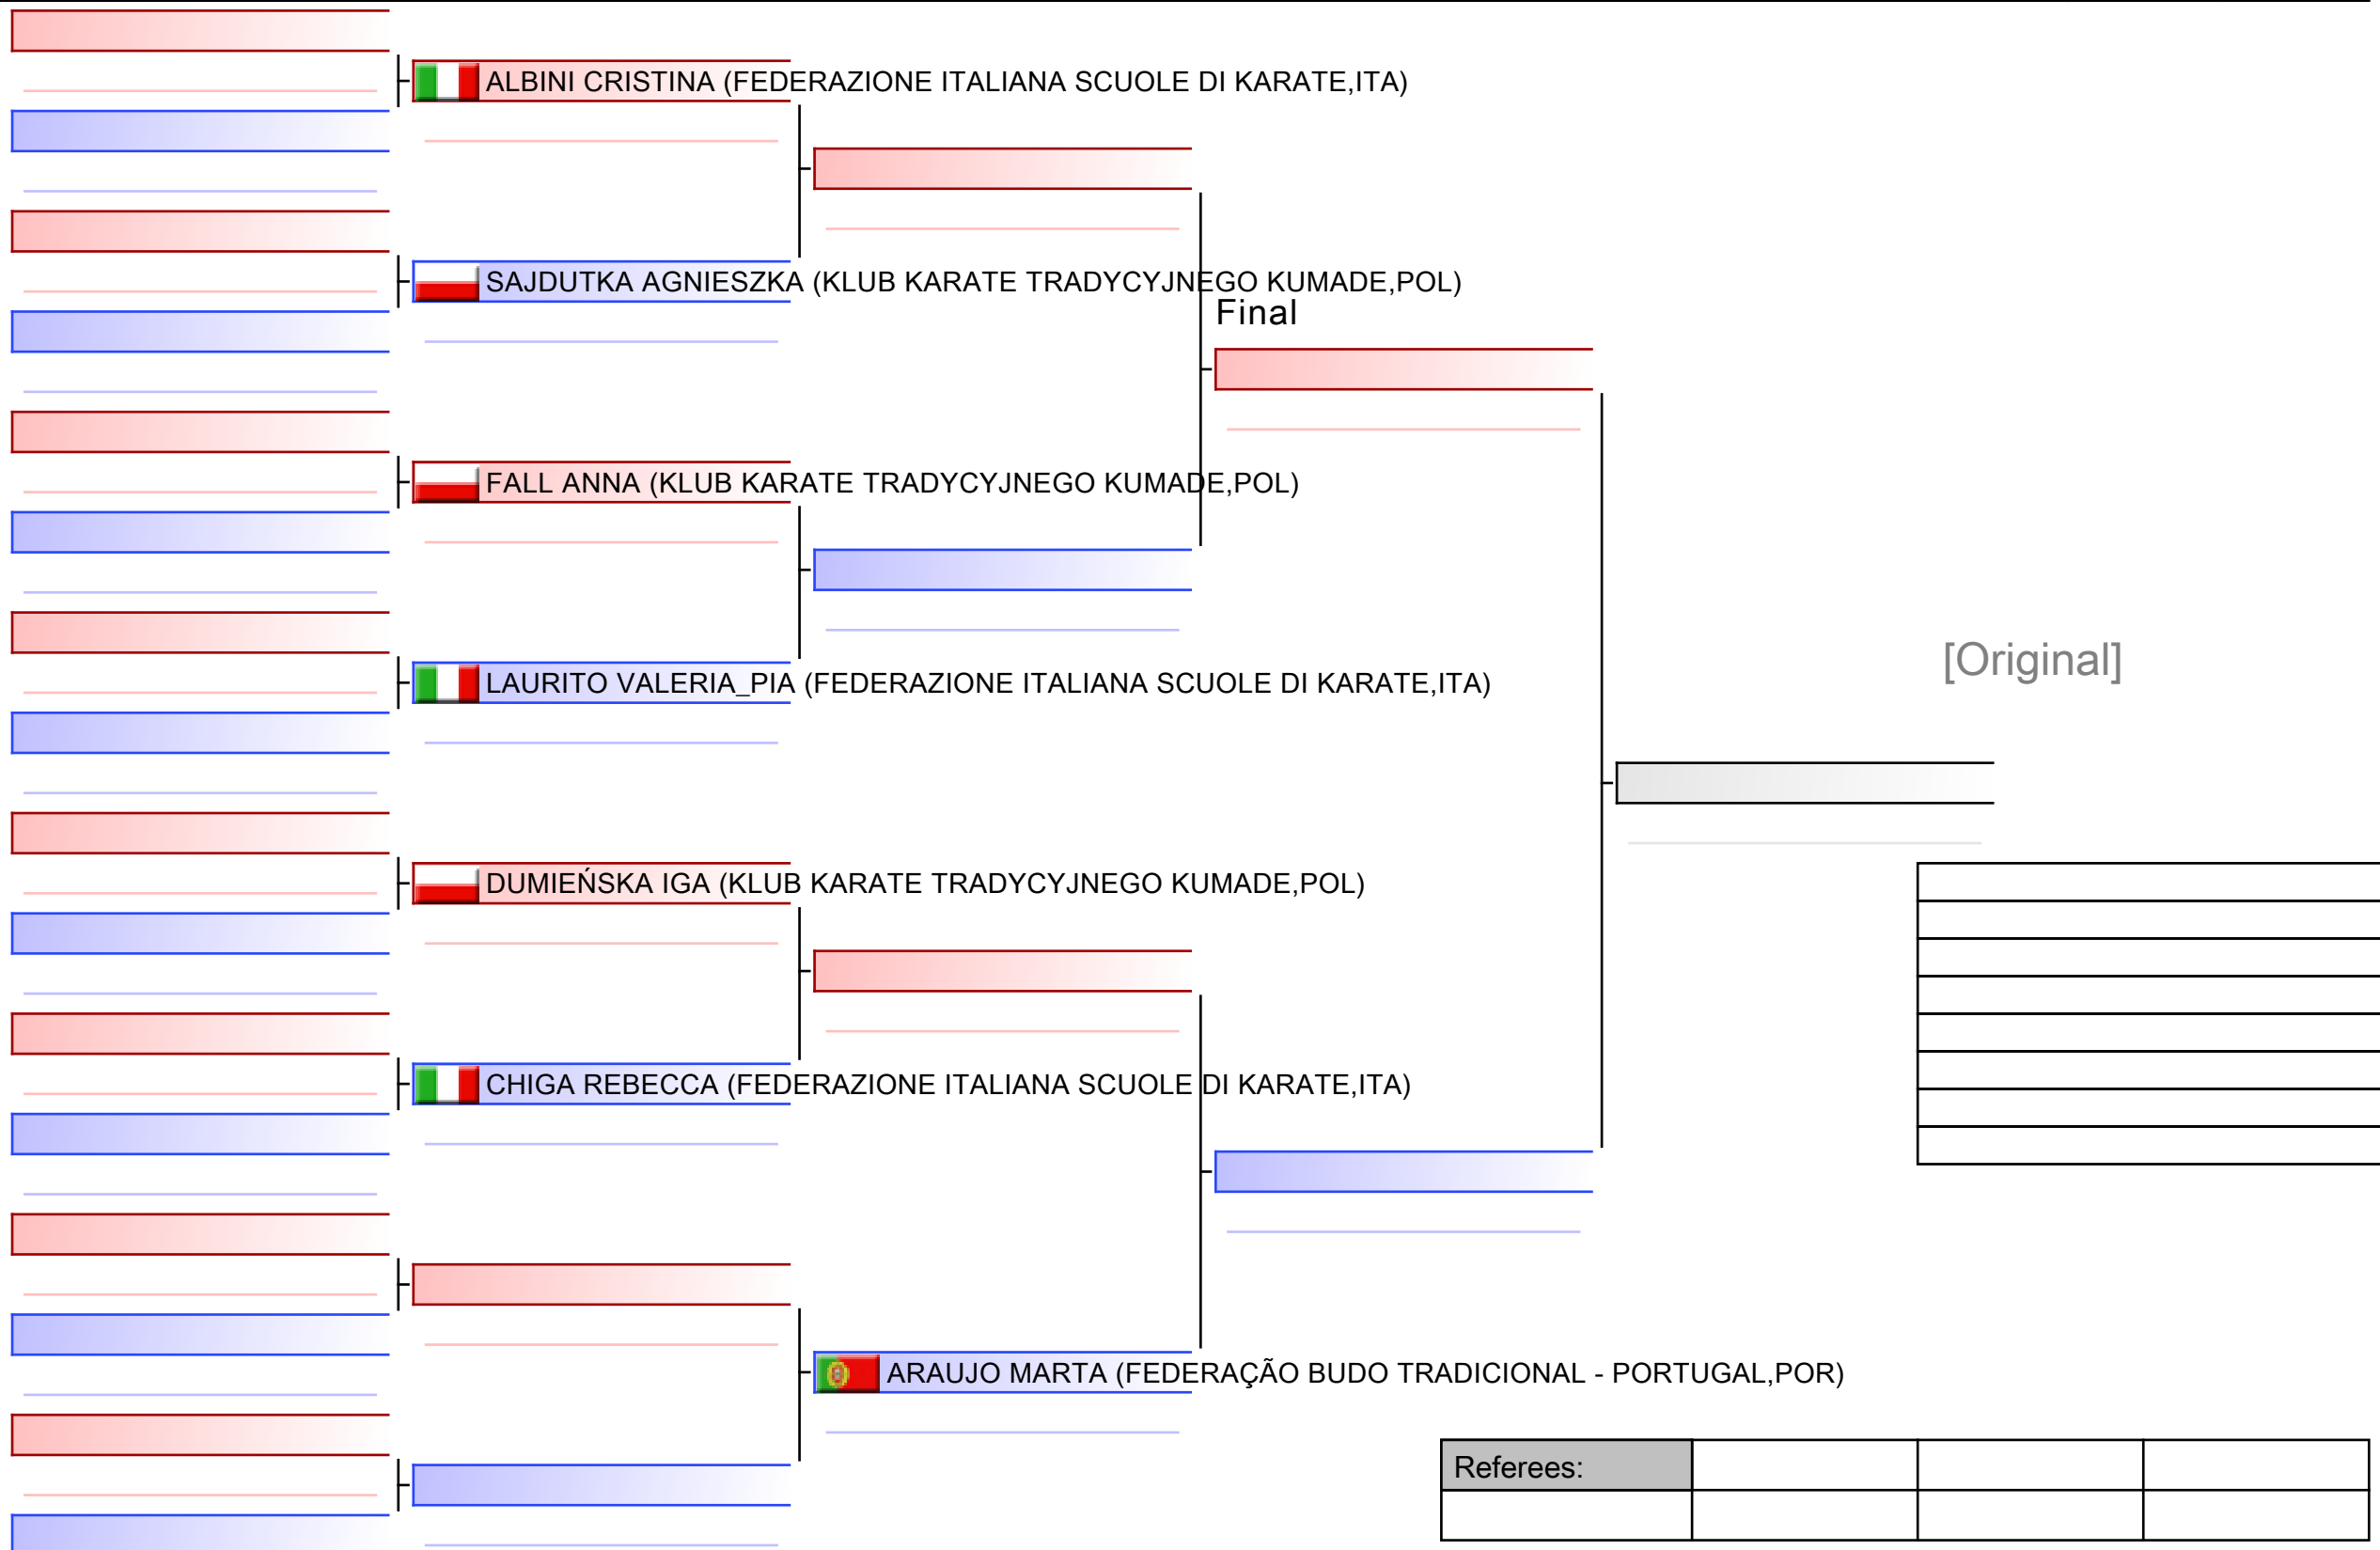 ALBINI CRISTINA (FEDERAZIONE ITALIANA SCUOLE DI KARATE,ITA)
SAJDUTKA AGNIESZKA (KLUB KARATE TRADYCYJNEGO KUMADE,POL)
Final
FALL ANNA (KLUB KARATE TRADYCYJNEGO KUMADE,POL)
[Original]
LAURITO VALERIA_PIA (FEDERAZIONE ITALIANA SCUOLE DI KARATE,ITA)
DUMIEŃSKA IGA (KLUB KARATE TRADYCYJNEGO KUMADE,POL)
CHIGA REBECCA (FEDERAZIONE ITALIANA SCUOLE DI KARATE,ITA)
ARAUJO MARTA (FEDERAÇÃO BUDO TRADICIONAL - PORTUGAL,POR)
Referees: